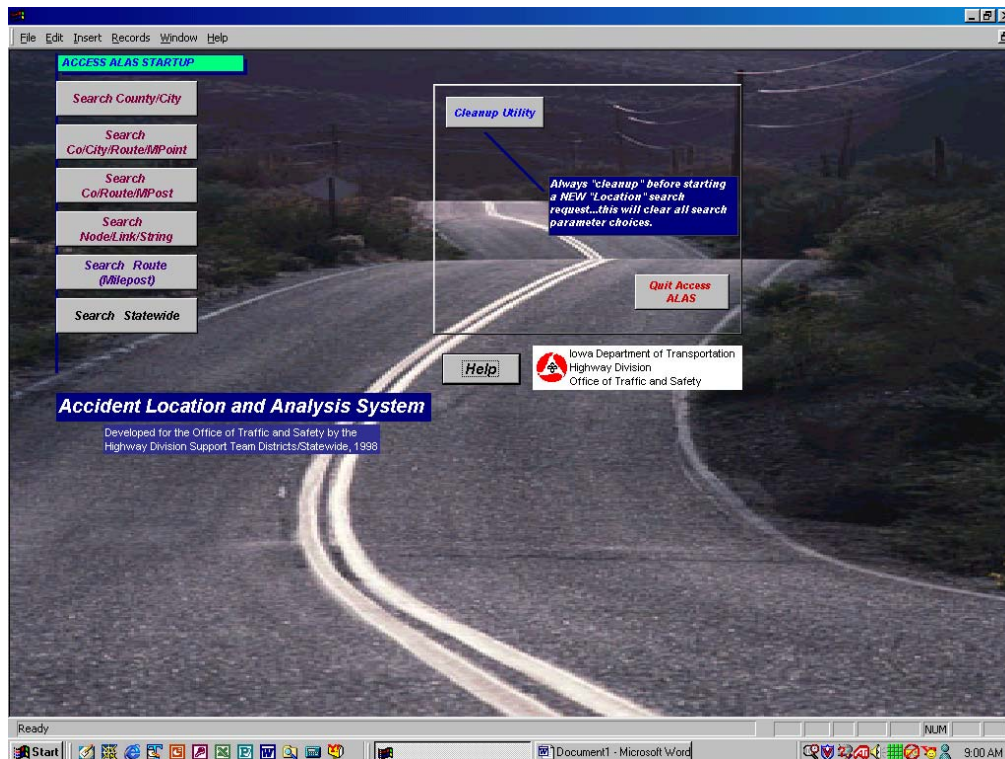 File Edit Insert Records Window Help
ACCESS ALAS STARTUP
Search County/City
Search
Co/City/Route/MPoint
Search
Co/Route/MPost
Search
Node/Link/String
Search Route
(Milepost)
Search Statewide
Cleanup Utility
Always "cleanup" before starting
a NEW "Location" search
request...this will clear all search
parameter choices.
Quit Access
ALAS
Help
Iowa Department of Transportation
Highway Division
Office of Traffic and Safety
Accident Location and Analysis System
Developed for the Office of Traffic and Safety by the
Highway Division Support Team Districts/Statewide, 1998
Ready
NUM
Start
Document1 - Microsoft Word
9:00 AM